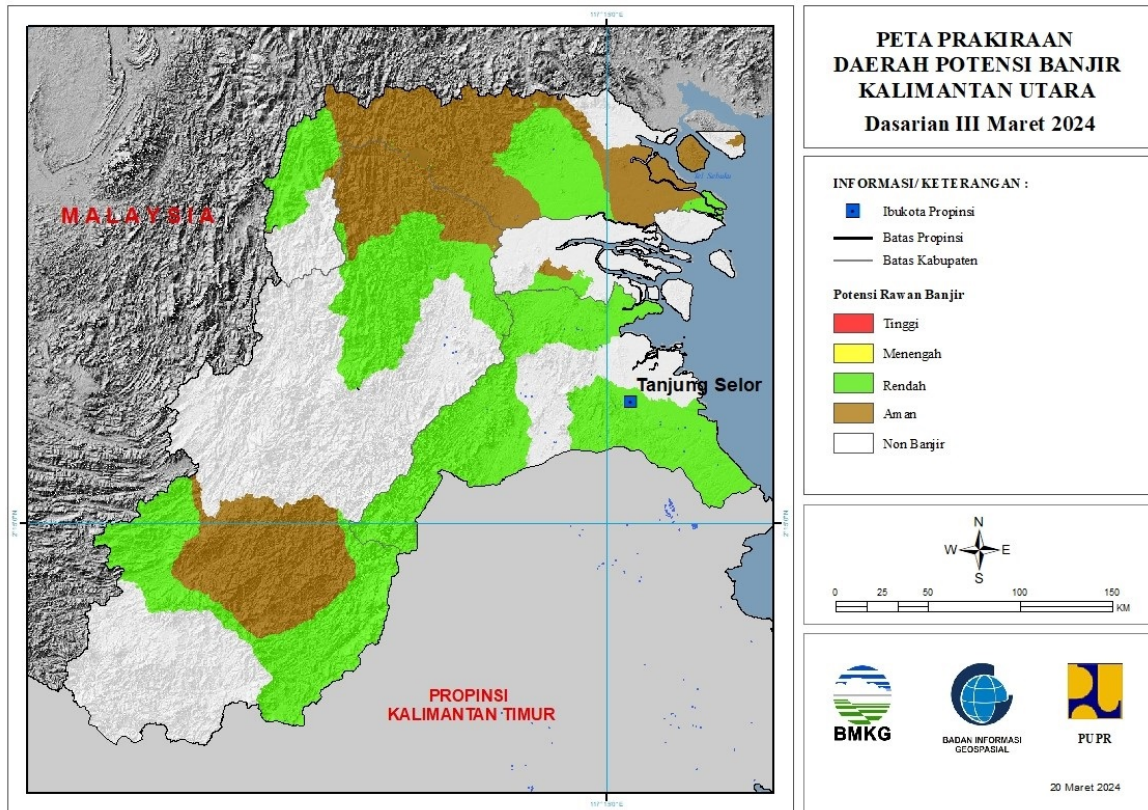 PETA PRAKIRAAN
DAERAH POTENSI BANJIR
KALIMANTAN UTARA
Dasarian III Maret 2024
INFORMASI/KETERANGAN :
Ibukota Propinsi
Batas Propinsi
Batas Kabupaten
Potensi Rawan Banjir
Tinggi
Menengah
Rendah
Aman
Non Banjir
N
W E
S
0 25 50 100 150
KM
BMKG
BADAN INFORMASI
GEOSPASIAL
PUPR
20 Maret 2024
MALAYSIA
Tanjung Selor
PROPINSI
KALIMANTAN TIMUR